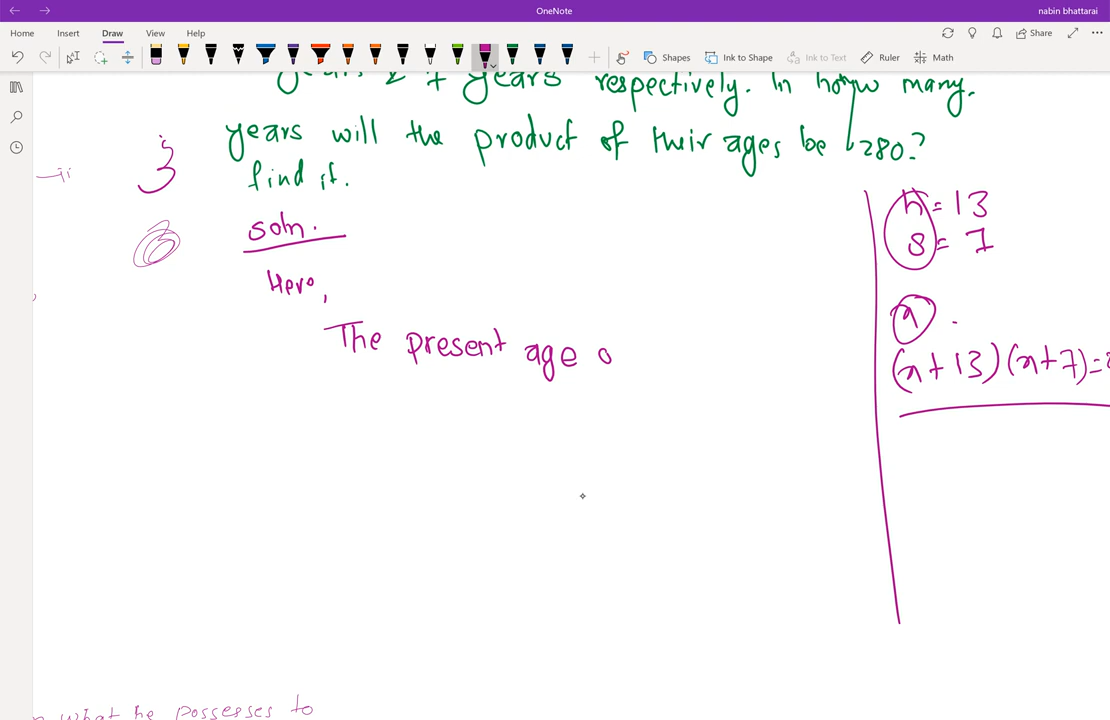 OneNote
nabin bhattarai
Home Insert Draw View Help
Share
Shapes Ink to Shape Ink to Text Ruler Math
years & 7 years respectively. In how many.
years will the product of their ages be 280.?
find it.
3
soln.
Here,
The present age o
h = 13
s = 7
x .
(x+13)(x+7)=
what he possesses to